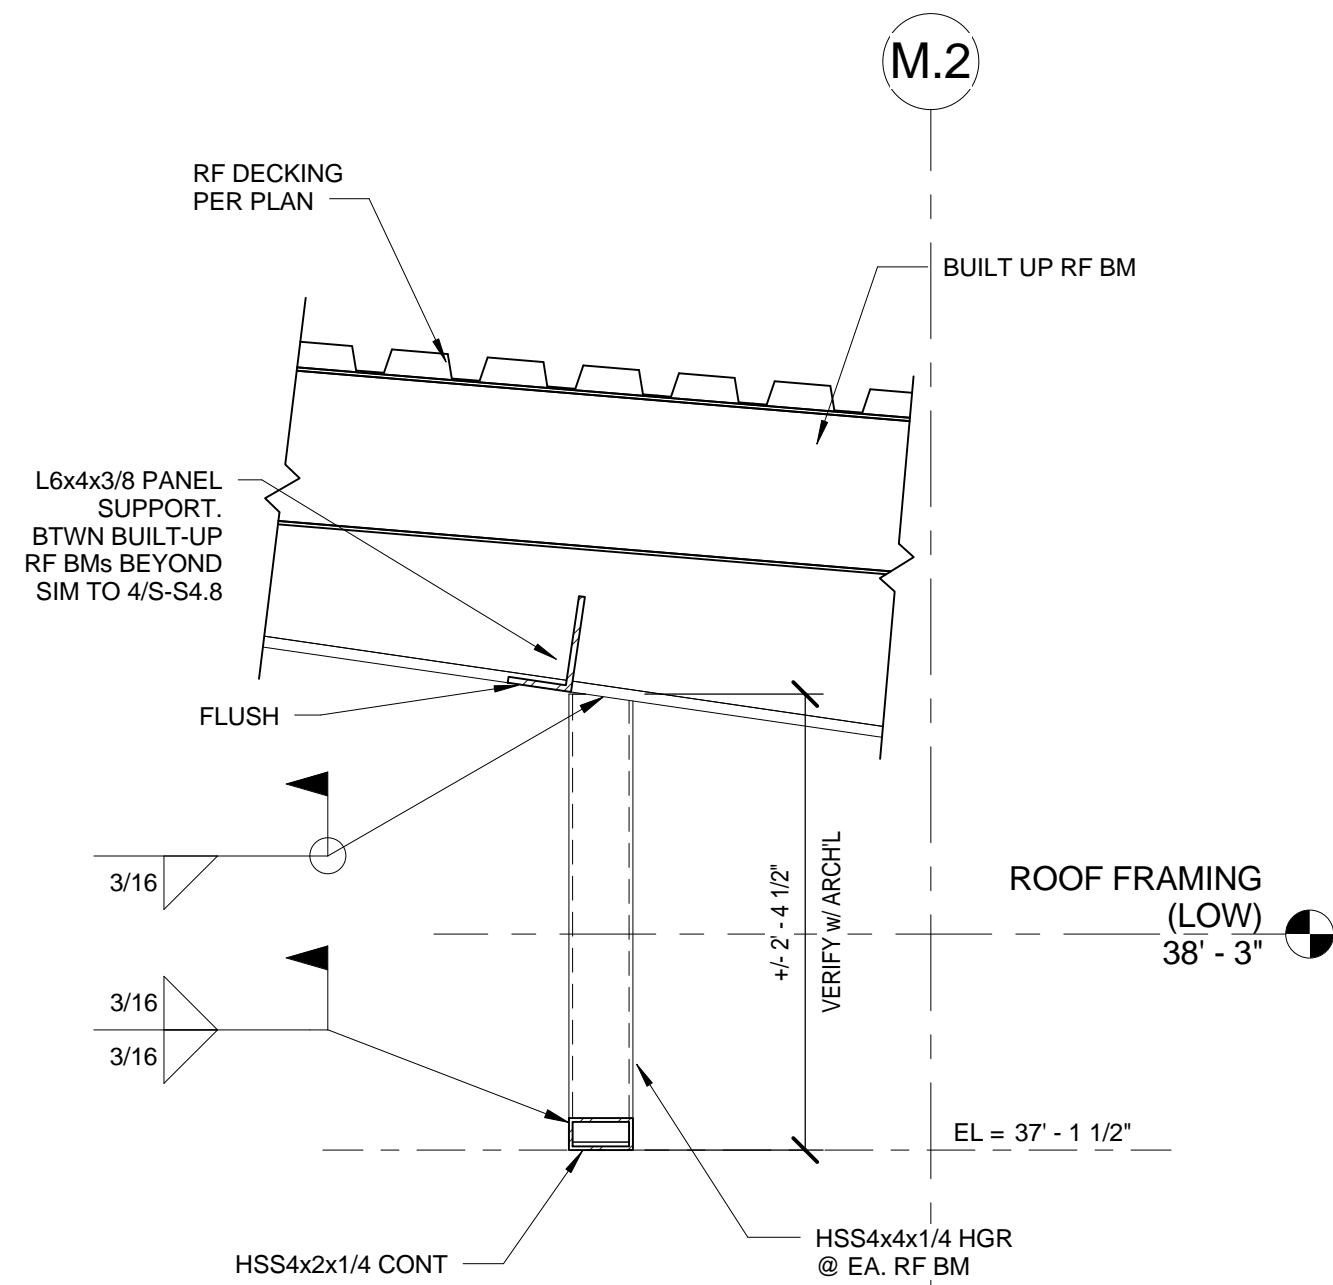 M.2
RF DECKING
PER PLAN
BUILT UP RF BM
L6x4x3/8 PANEL
SUPPORT.
BTWN BUILT-UP
RF BMs BEYOND
SIM TO 4/S-S4.8
FLUSH
3/16
+/- 2' - 4 1/2"
VERIFY w/ ARCH'L
ROOF FRAMING
(LOW)
38' - 3"
3/16
3/16
EL = 37' - 1 1/2"
HSS4x2x1/4 CONT
HSS4x4x1/4 HGR
@ EA. RF BM